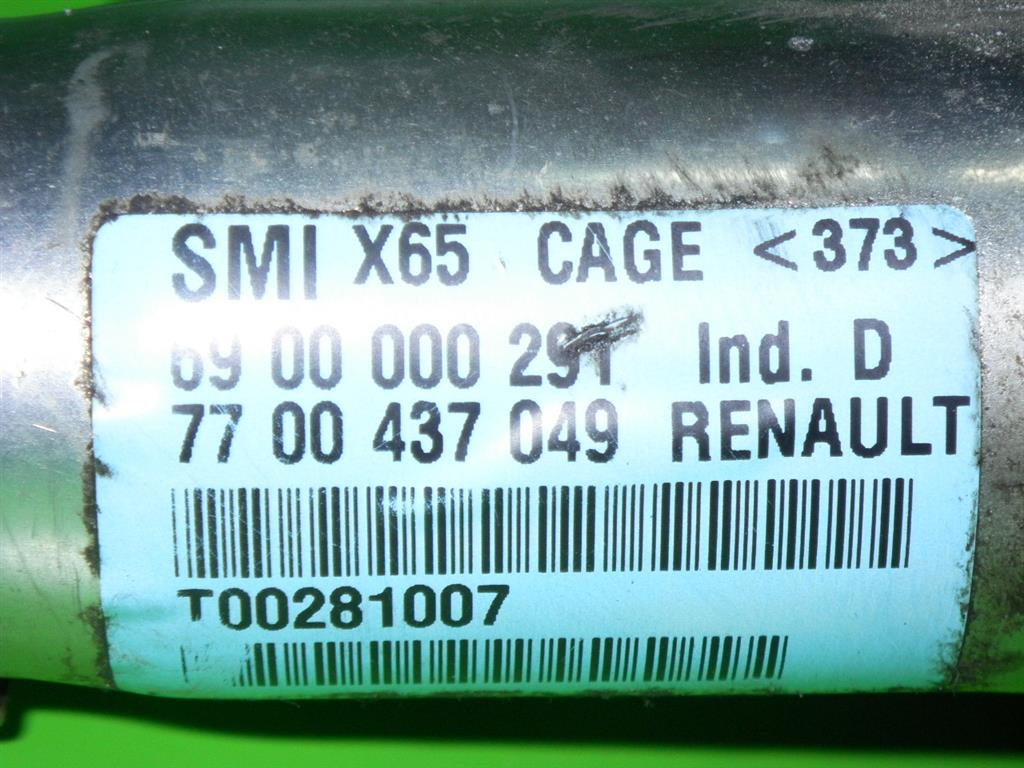 SMI X65 CAGE <373>
69 00 000 291 Ind. D
77 00 437 049 RENAULT
T00281007